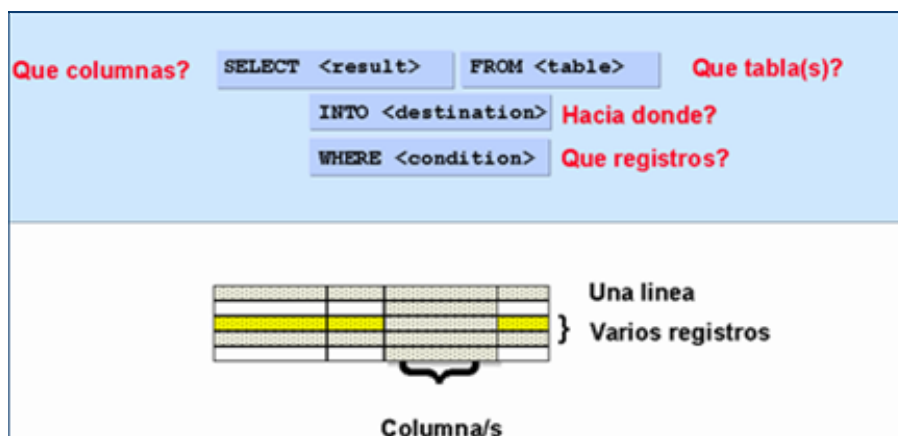 Que columnas? SELECT <result> FROM <table> Que tabla(s)?
INTO <destination> Hacia donde?
WHERE <condition> Que registros?
Una linea
} Varios registros
Columna/s